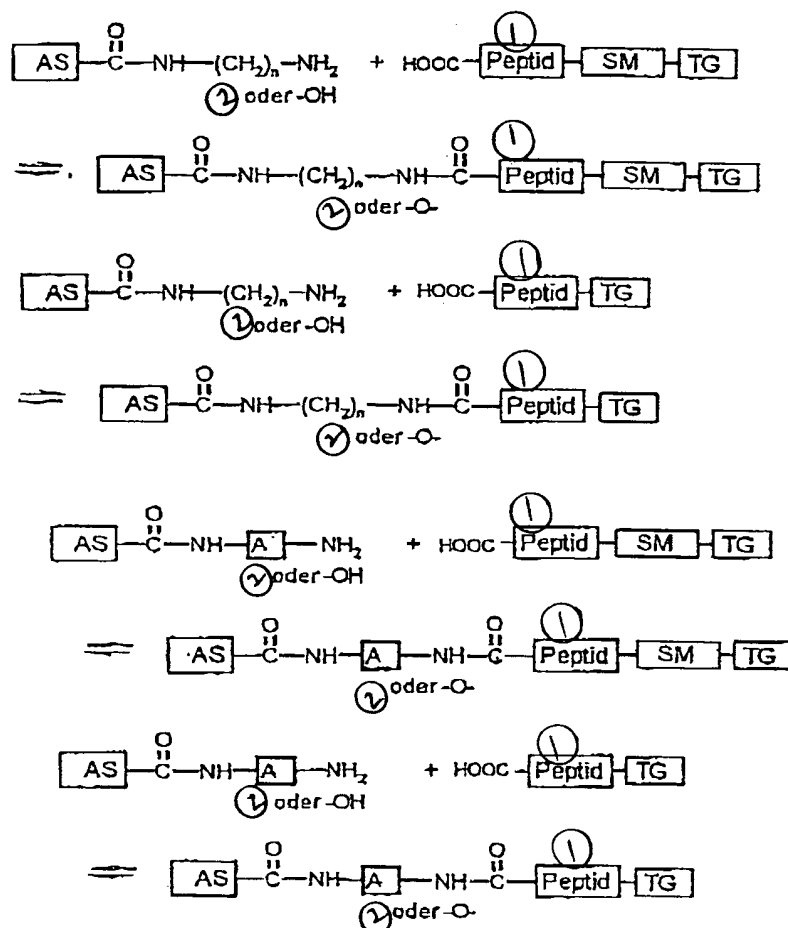 AS -C(=O)-NH-(CH2)n-NH2 + HOOC- Peptid - SM - TG
1
2 oder-OH
⇌. AS -C(=O)-NH-(CH2)n-NH-C(=O)- Peptid - SM - TG
1
2 oder-O-
AS -C(=O)-NH-(CH2)n-NH2 + HOOC- Peptid - TG
1
2 oder-OH
⇌ AS -C(=O)-NH-(CH2)n-NH-C(=O)- Peptid - TG
1
2 oder-O-
AS -C(=O)-NH- A -NH2 + HOOC- Peptid - SM - TG
1
2 oder-OH
⇌ AS -C(=O)-NH- A -NH-C(=O)- Peptid - SM - TG
1
2 oder-O-
AS -C(=O)-NH- A -NH2 + HOOC- Peptid - TG
1
2 oder-OH
⇌ AS -C(=O)-NH- A -NH-C(=O)- Peptid - TG
1
2 oder-O-